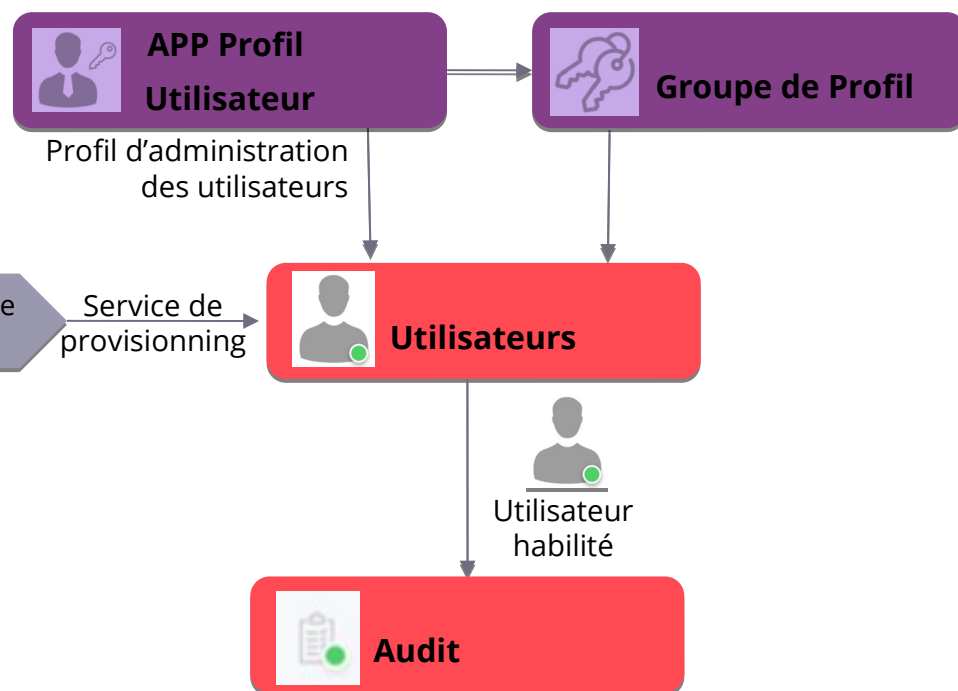 APP Profil
Utilisateur
Groupe de Profil
Profil d’administration
des utilisateurs
e
Service de
provisionning
Utilisateurs
Utilisateur
habilité
Audit